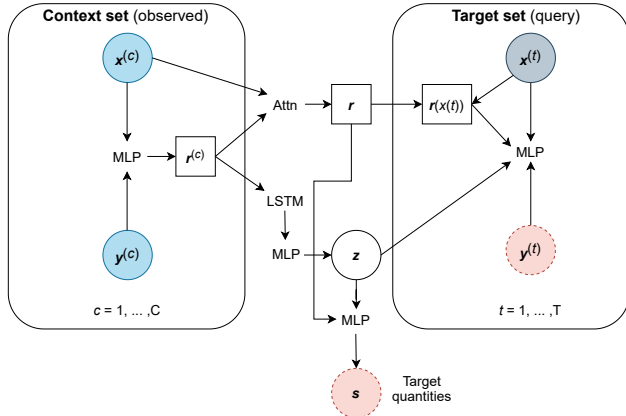 Context set (observed)
Target set (query)
x(c)
x(t)
Attn
r
r(x(t))
MLP
r(c)
MLP
LSTM
MLP
z
y(c)
y(t)
c = 1, ... ,C
MLP
t = 1, ... ,T
s
Target
quantities